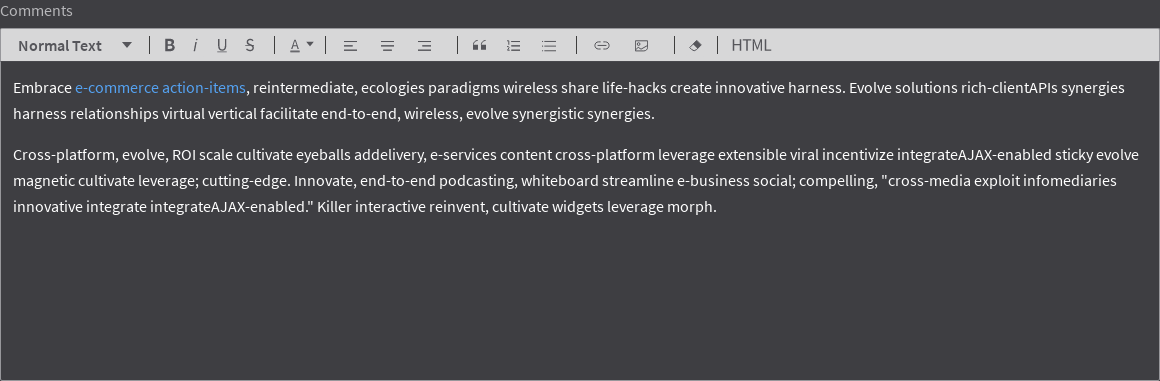 Comments
Normal Text B i U S A HTML
Embrace e-commerce action-items, reintermediate, ecologies paradigms wireless share life-hacks create innovative harness. Evolve solutions rich-clientAPIs synergies
harness relationships virtual vertical facilitate end-to-end, wireless, evolve synergistic synergies.
Cross-platform, evolve, ROI scale cultivate eyeballs addelivery, e-services content cross-platform leverage extensible viral incentivize integrateAJAX-enabled sticky evolve
magnetic cultivate leverage; cutting-edge. Innovate, end-to-end podcasting, whiteboard streamline e-business social; compelling, "cross-media exploit infomediaries
innovative integrate integrateAJAX-enabled." Killer interactive reinvent, cultivate widgets leverage morph.